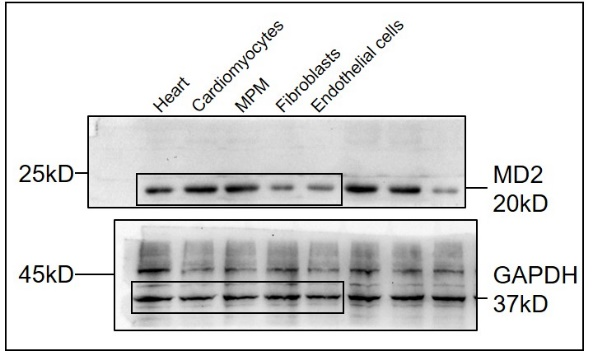 Heart
Cardiomyocytes
MPM
Fibroblasts
Endothelial cells
25kD
MD2
20kD
45kD
GAPDH
37kD